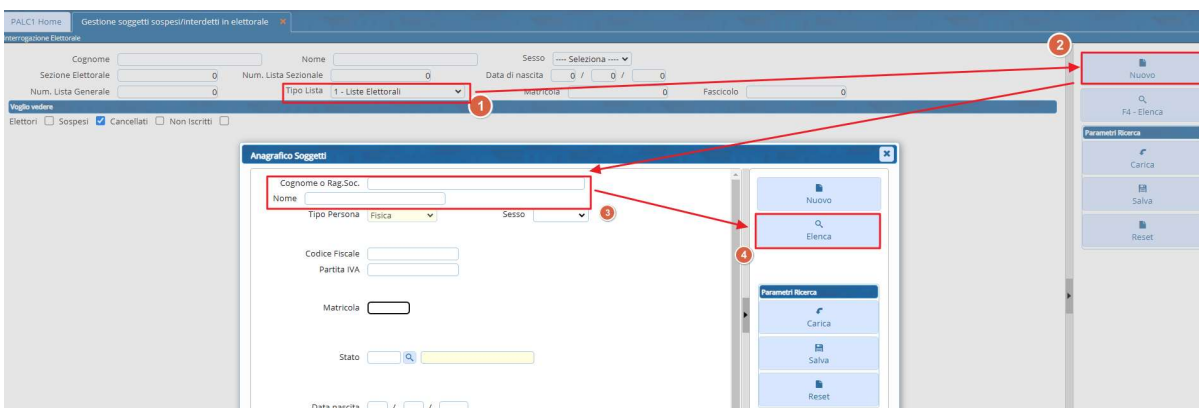 PALC1 Home Gestione soggetti sospesi/interdetti in elettorale ×
Interrogazione Elettorale
Cognome Nome Sesso ---- Seleziona ----
Sezione Elettorale 0 Num. Lista Sezionale 0 Data di nascita 0 / 0 / 0
Num. Lista Generale 0 Tipo Lista 1 - Liste Elettorali Matricola 0 Fascicolo 0
Voglio vedere
Elettori Sospesi Cancellati Non Iscritti
1
2
Nuovo
F4 - Elenca
Parametri Ricerca
Carica
Salva
Reset
Anagrafico Soggetti
Cognome o Rag.Soc.
Nome
Tipo Persona Fisica Sesso 3
Codice Fiscale
Partita IVA
Matricola
Stato
Data nascita / /
Nuovo
Elenca
4
Parametri Ricerca
Carica
Salva
Reset